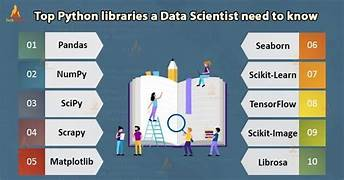 Top Python libraries a Data Scientist need to know
01 Pandas
02 NumPy
03 SciPy
04 Scrapy
05 Matplotlib
Seaborn 06
Scikit-Learn 07
TensorFlow 08
Scikit-Image 09
Librosa 10